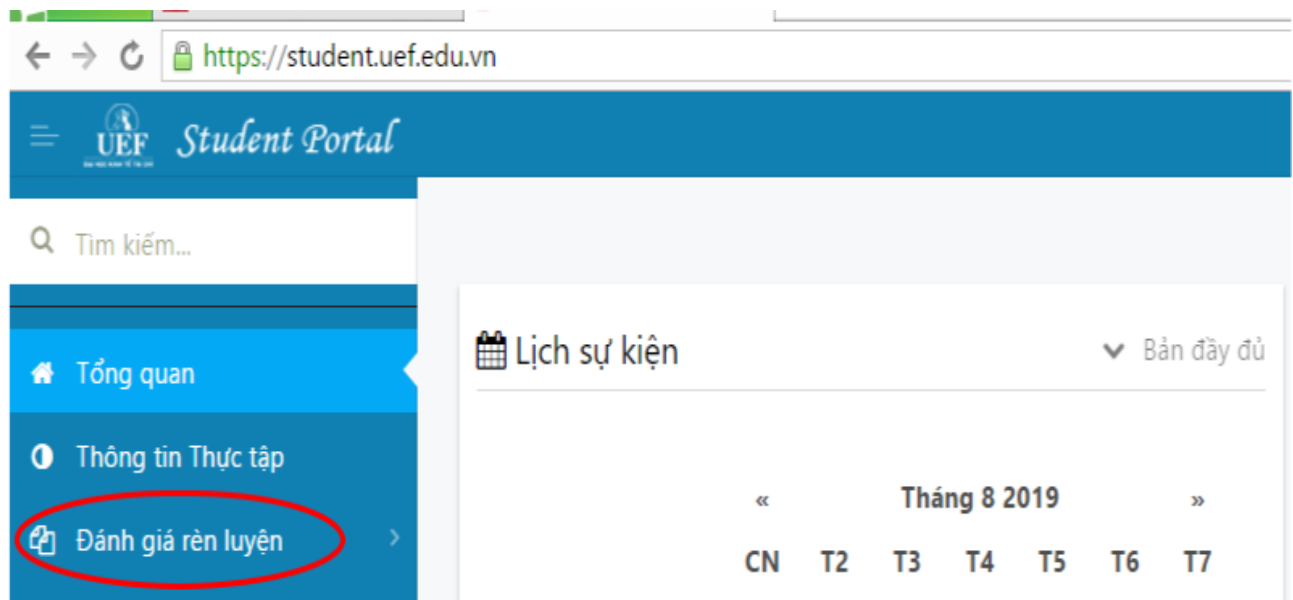 https://student.uef.edu.vn
UEF Student Portal
Tìm kiếm...
Tổng quan
Thông tin Thực tập
Đánh giá rèn luyện
Lịch sự kiện
Bản đầy đủ
« Tháng 8 2019 »
CN T2 T3 T4 T5 T6 T7